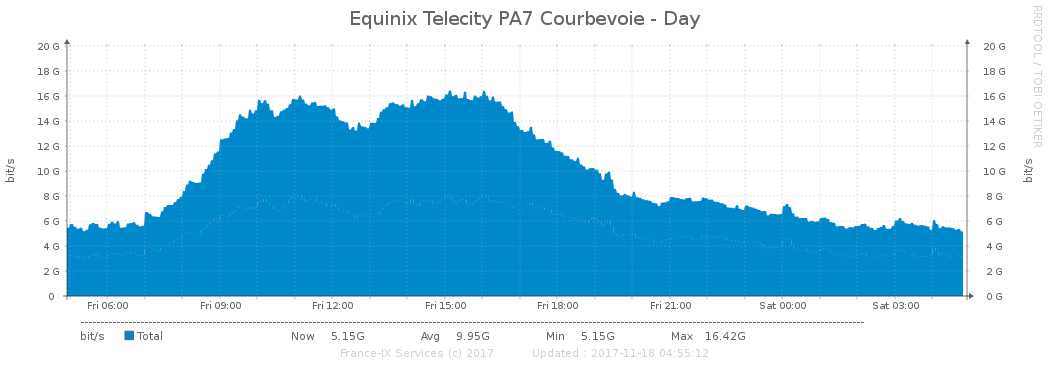 Equinix Telecity PA7 Courbevoie - Day
RRDTOOL / TOBI OETIKER
bit/s
20 G
18 G
16 G
14 G
12 G
10 G
8 G
6 G
4 G
2 G
0
20 G
18 G
16 G
14 G
12 G
10 G
8 G
6 G
4 G
2 G
0 G
bit/s
Fri 06:00 Fri 09:00 Fri 12:00 Fri 15:00 Fri 18:00 Fri 21:00 Sat 00:00 Sat 03:00
bit/s Total Now 5.15G Avg 9.95G Min 5.15G Max 16.42G
France-IX Services (c) 2017 Updated : 2017-11-18 04:55:12